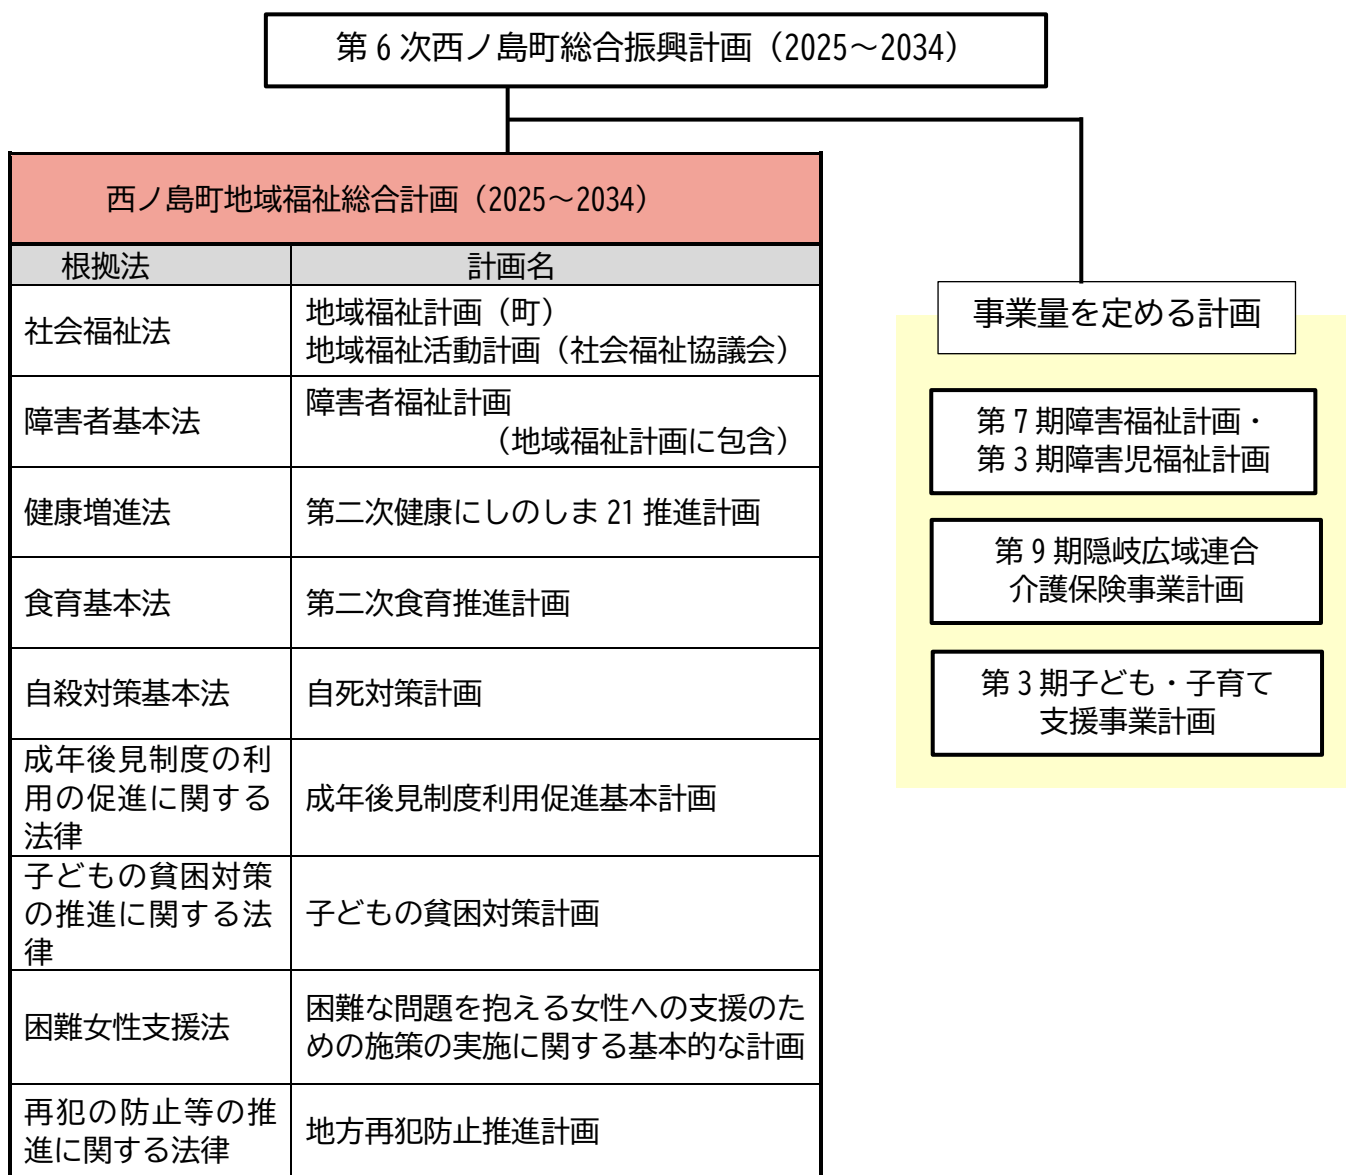 第6次西ノ島町総合振興計画（2025～2034）
西ノ島町地域福祉総合計画（2025～2034）
根拠法
計画名
社会福祉法
地域福祉計画（町）
地域福祉活動計画（社会福祉協議会）
障害者基本法
障害者福祉計画
（地域福祉計画に包含）
健康増進法
第二次健康にしのしま21推進計画
食育基本法
第二次食育推進計画
自殺対策基本法
自死対策計画
成年後見制度の利
用の促進に関する
法律
成年後見制度利用促進基本計画
子どもの貧困対策
の推進に関する法
律
子どもの貧困対策計画
困難女性支援法
困難な問題を抱える女性への支援のた
めの施策の実施に関する基本的な計画
再犯の防止等の推
進に関する法律
地方再犯防止推進計画
事業量を定める計画
第7期障害福祉計画・
第3期障害児福祉計画
第9期隠岐広域連合
介護保険事業計画
第3期子ども・子育て
支援事業計画